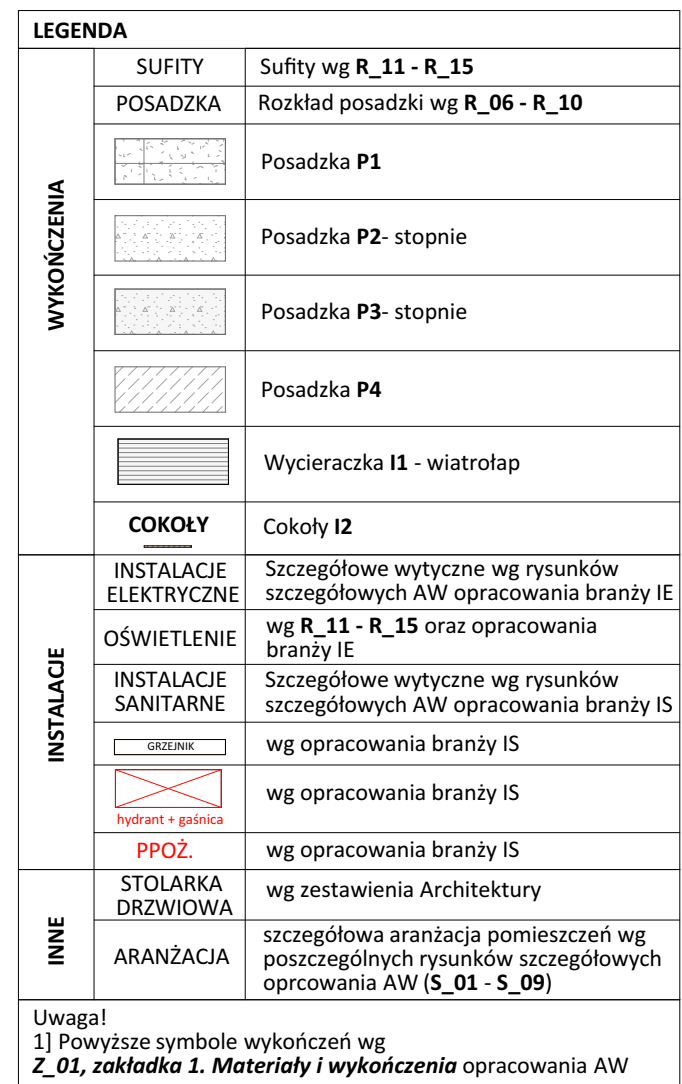 LEGENDA
WYKOŃCZENIA
SUFITY Sufity wg R_11 - R_15
POSADZKA Rozkład posadzki wg R_06 - R_10
Posadzka P1
Posadzka P2- stopnie
Posadzka P3- stopnie
Posadzka P4
Wycieraczka I1 - wiatrołap
COKOŁY Cokoły I2
INSTALACJE
INSTALACJE ELEKTRYCZNE
Szczegółowe wytyczne wg rysunków
szczegółowych AW opracowania branży IE
OŚWIETLENIE
wg R_11 - R_15 oraz opracowania
branży IE
INSTALACJE SANITARNE
Szczegółowe wytyczne wg rysunków
szczegółowych AW opracowania branży IS
GRZEJNIK wg opracowania branży IS
hydrant + gaśnica
wg opracowania branży IS
PPOŻ. wg opracowania branży IS
INNE
STOLARKA
DRZWIOWA
wg zestawienia Architektury
ARANŻACJA
szczegółowa aranżacja pomieszczeń wg
poszczególnych rysunków szczegółowych
oprcowania AW (S_01 - S_09)
Uwaga!
1] Powyższe symbole wykończeń wg
Z_01, zakładka 1. Materiały i wykończenia opracowania AW